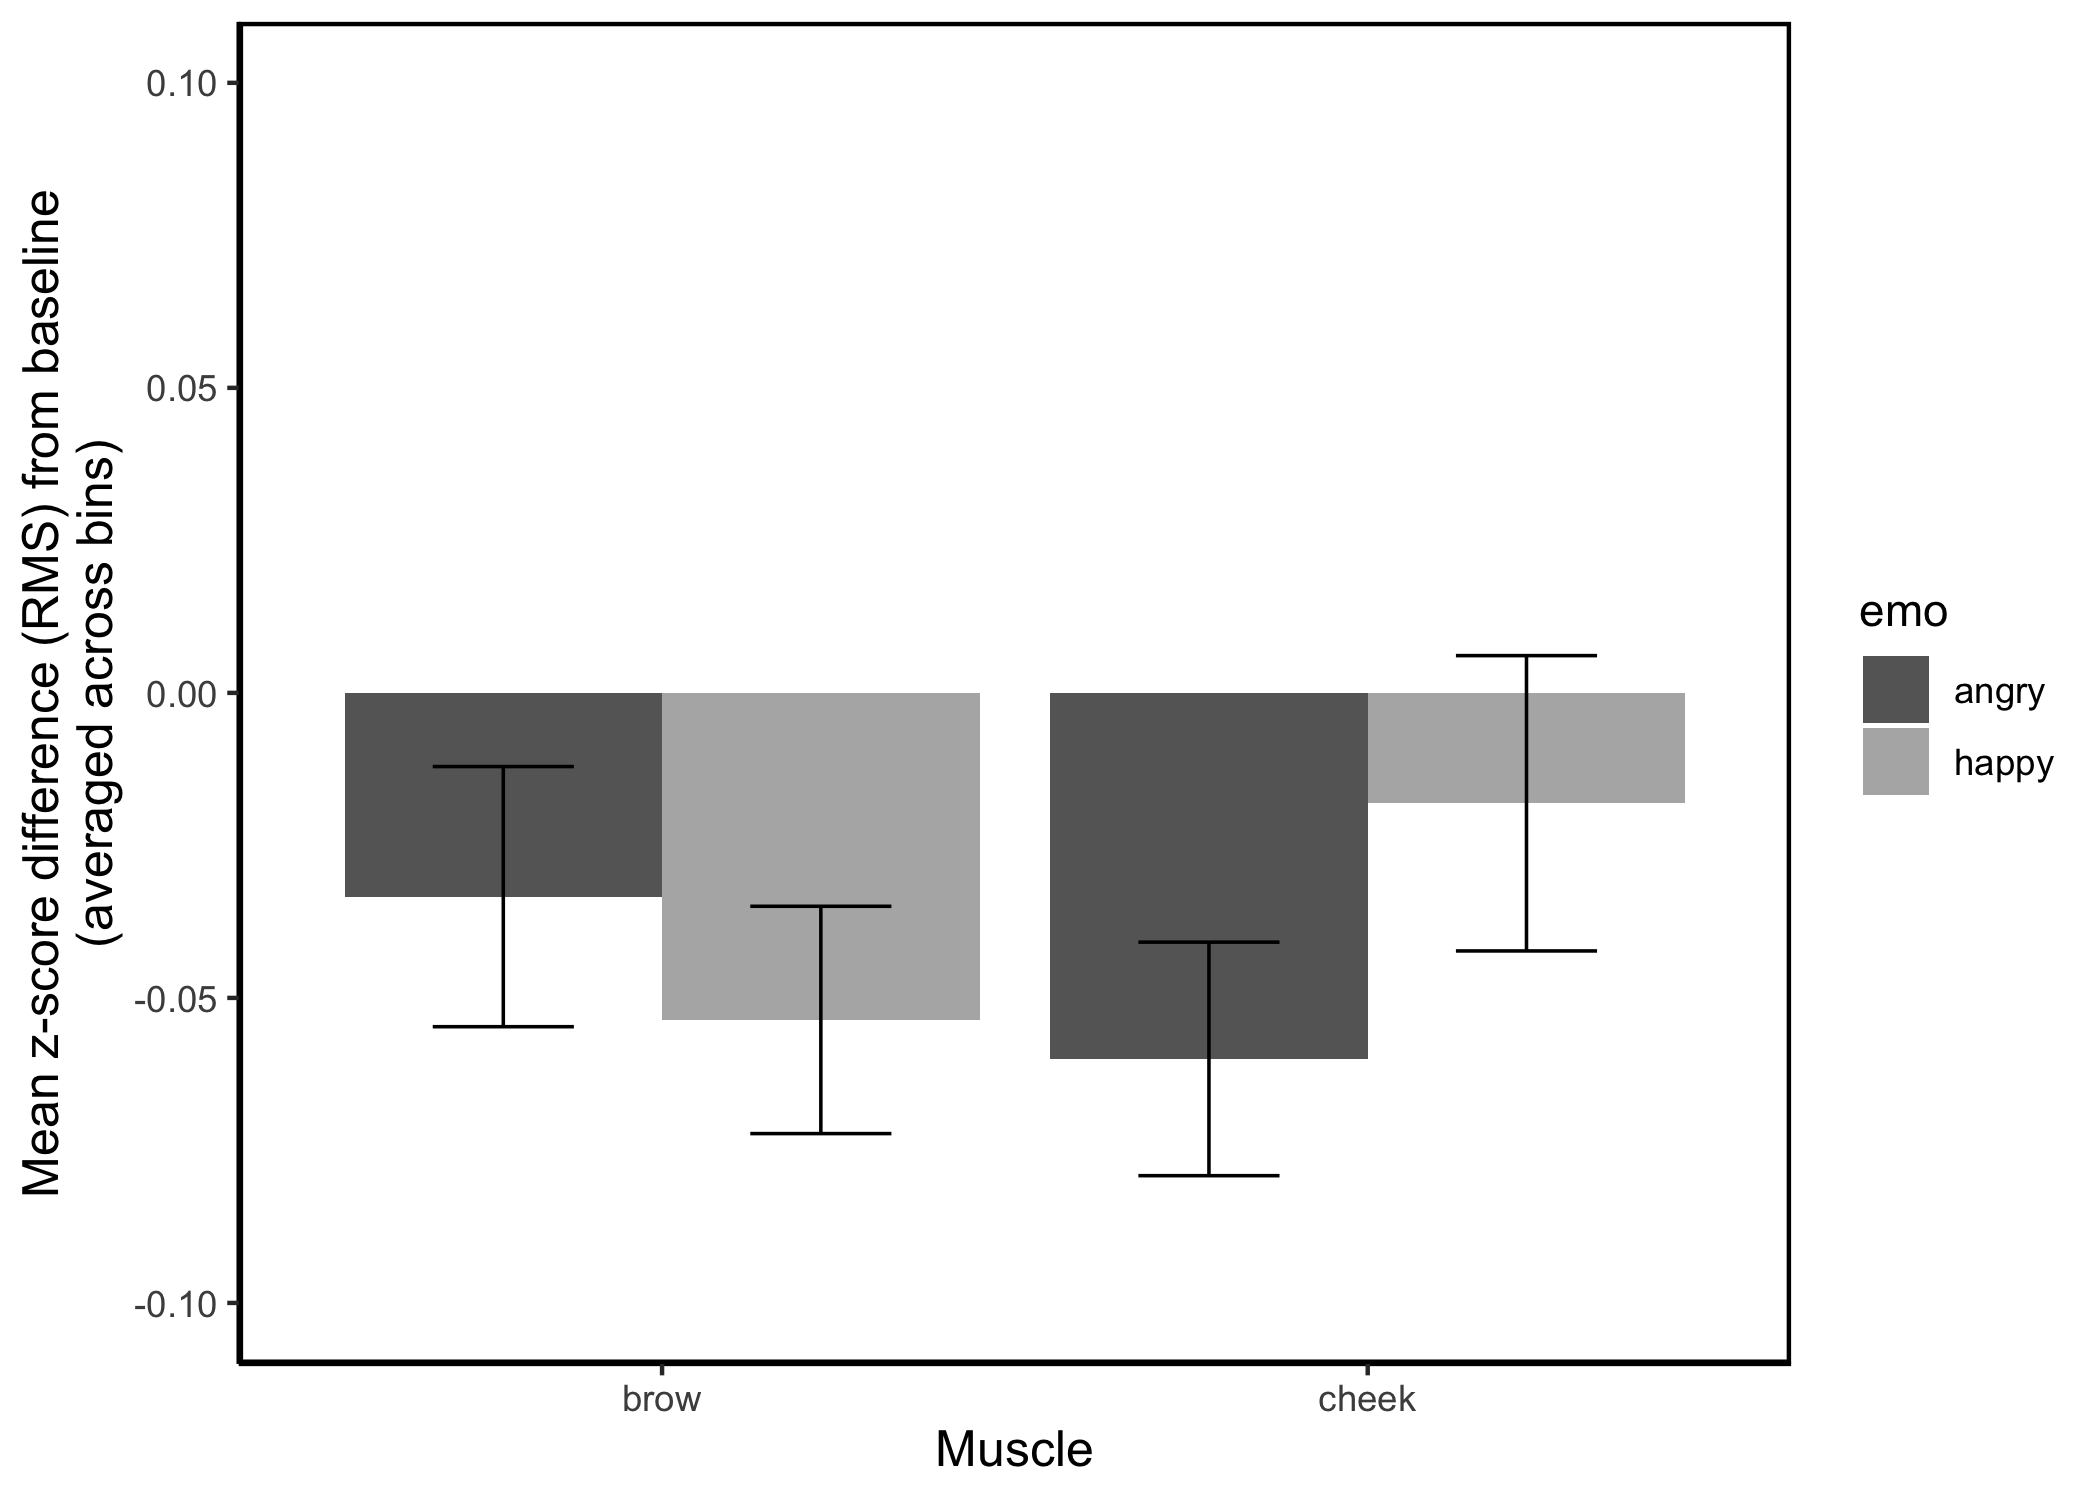 Mean z-score difference (RMS) from baseline
(averaged across bins)
0.10
0.05
0.00
-0.05
-0.10
brow
cheek
Muscle
emo
angry
happy